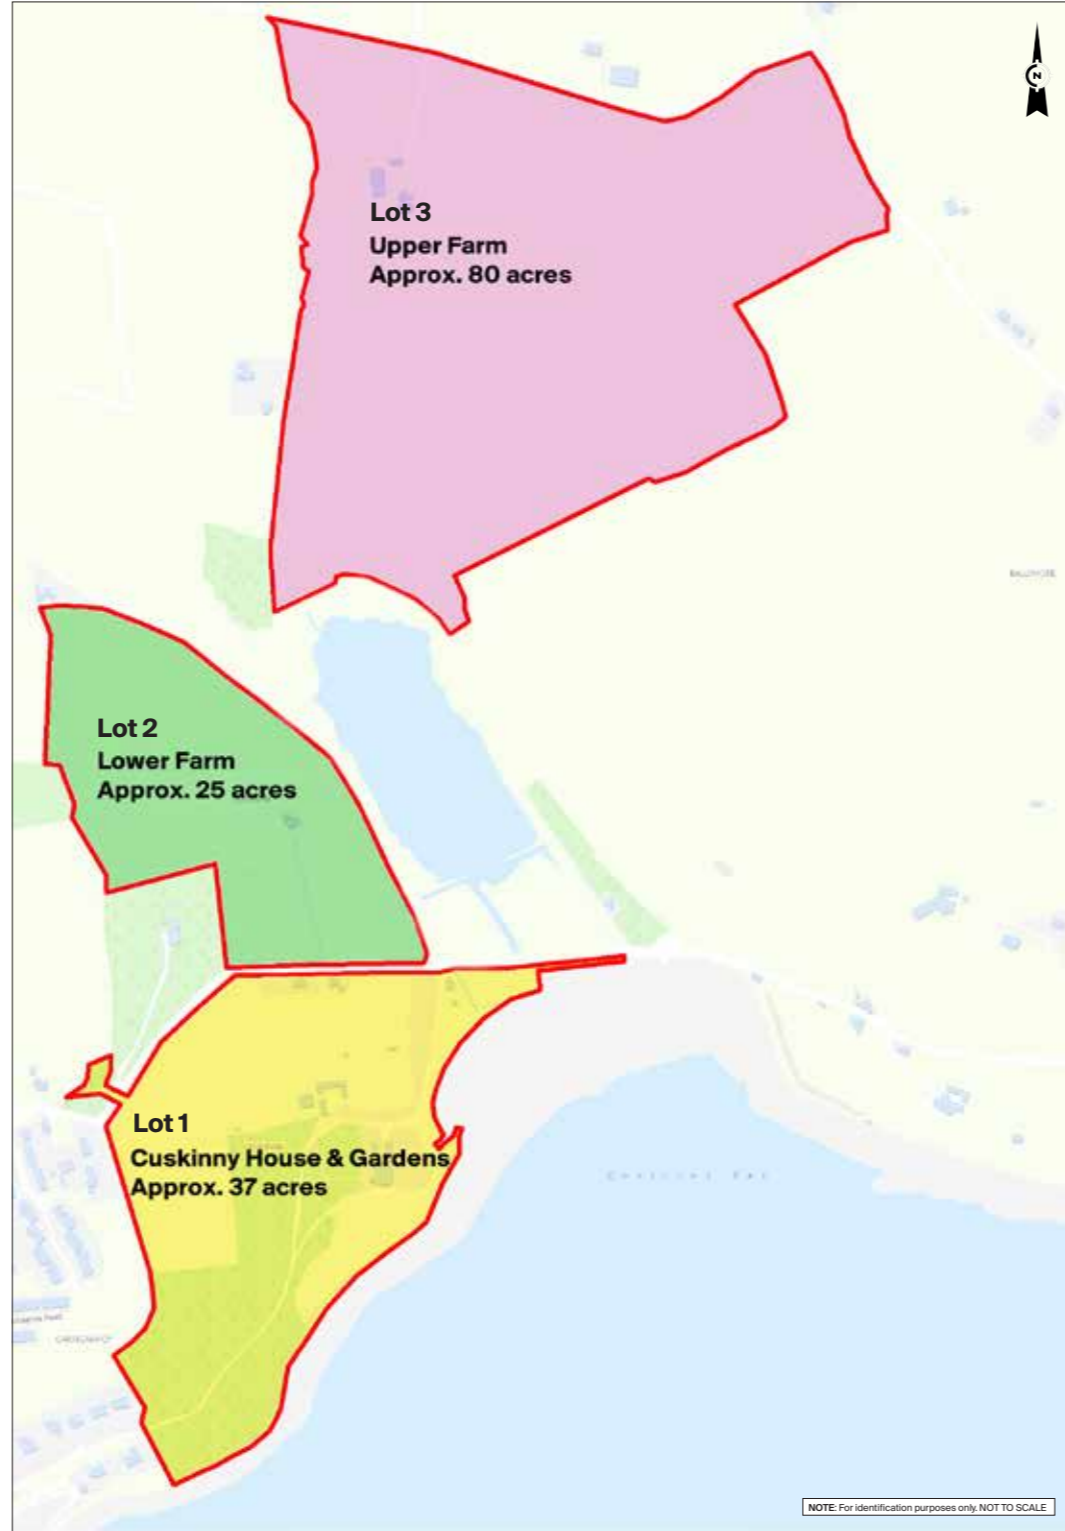 N
Lot 3
Upper Farm
Approx. 80 acres
Lot 2
Lower Farm
Approx. 25 acres
Lot 1
Cuskinny House & Gardens
Approx. 37 acres
NOTE: For identification purposes only. NOT TO SCALE